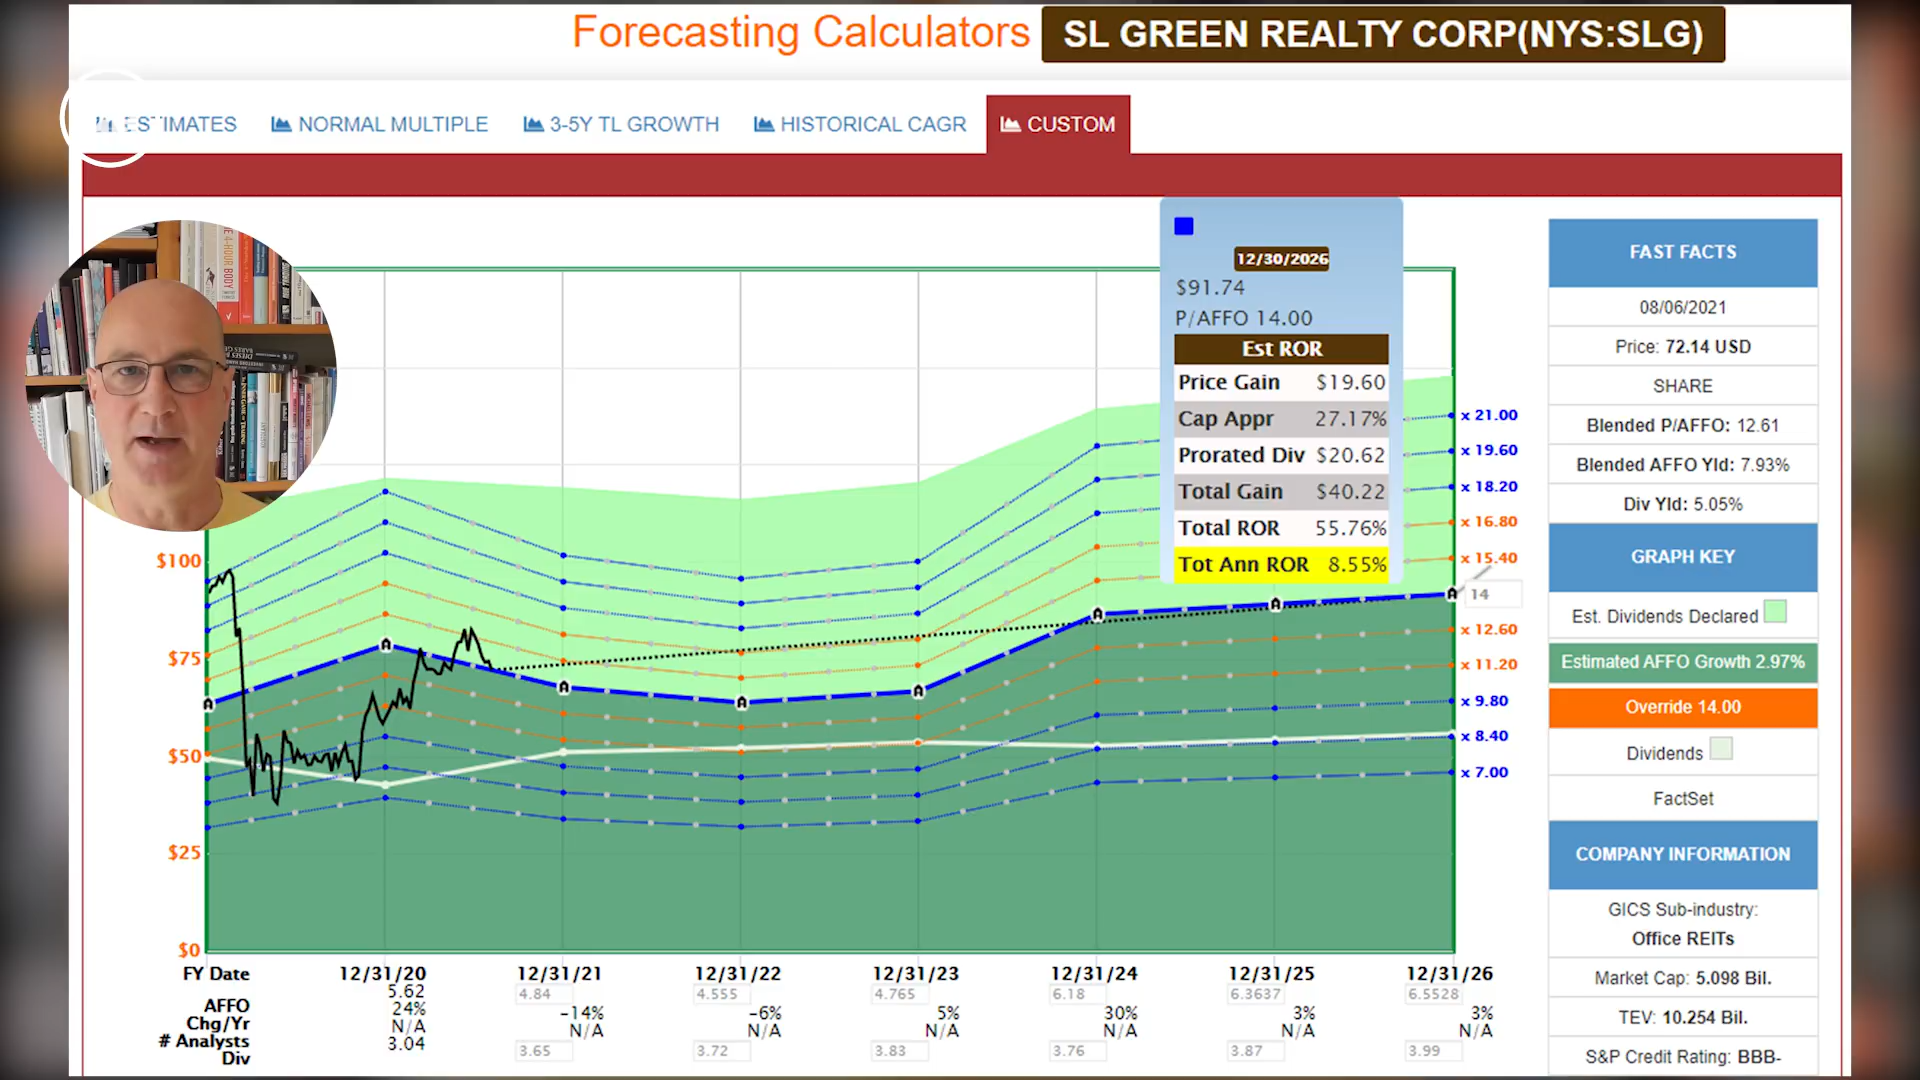 Forecasting Calculators SL GREEN REALTY CORP(NYS:SLG)
ESTIMATES NORMAL MULTIPLE 3-5Y TL GROWTH HISTORICAL CAGR CUSTOM
12/30/2026
$91.74
P/AFFO 14.00
Est ROR
Price Gain $19.60
Cap Appr 27.17%
Prorated Div $20.62
Total Gain $40.22
Total ROR 55.76%
Tot Ann ROR 8.55%
x 21.00
x 19.60
x 18.20
x 16.80
x 15.40
14
x 12.60
x 11.20
x 9.80
x 8.40
x 7.00
$100
$75
$50
$25
$0
A A A A A A A A
FY Date 12/31/20 12/31/21 12/31/22 12/31/23 12/31/24 12/31/25 12/31/26
AFFO 5.62 4.84 4.555 4.765 6.18 6.3637 6.5528
Chg/Yr 24% -14% -6% 5% 30% 3% 3%
# Analysts N/A N/A N/A N/A N/A N/A N/A
Div 3.04 3.65 3.72 3.83 3.76 3.87 3.99
FAST FACTS
08/06/2021
Price: 72.14 USD
SHARE
Blended P/AFFO: 12.61
Blended AFFO Yld: 7.93%
Div Yld: 5.05%
GRAPH KEY
Est. Dividends Declared
Estimated AFFO Growth 2.97%
Override 14.00
Dividends
FactSet
COMPANY INFORMATION
GICS Sub-industry:
Office REITs
Market Cap: 5.098 Bil.
TEV: 10.254 Bil.
S&P Credit Rating: BBB-